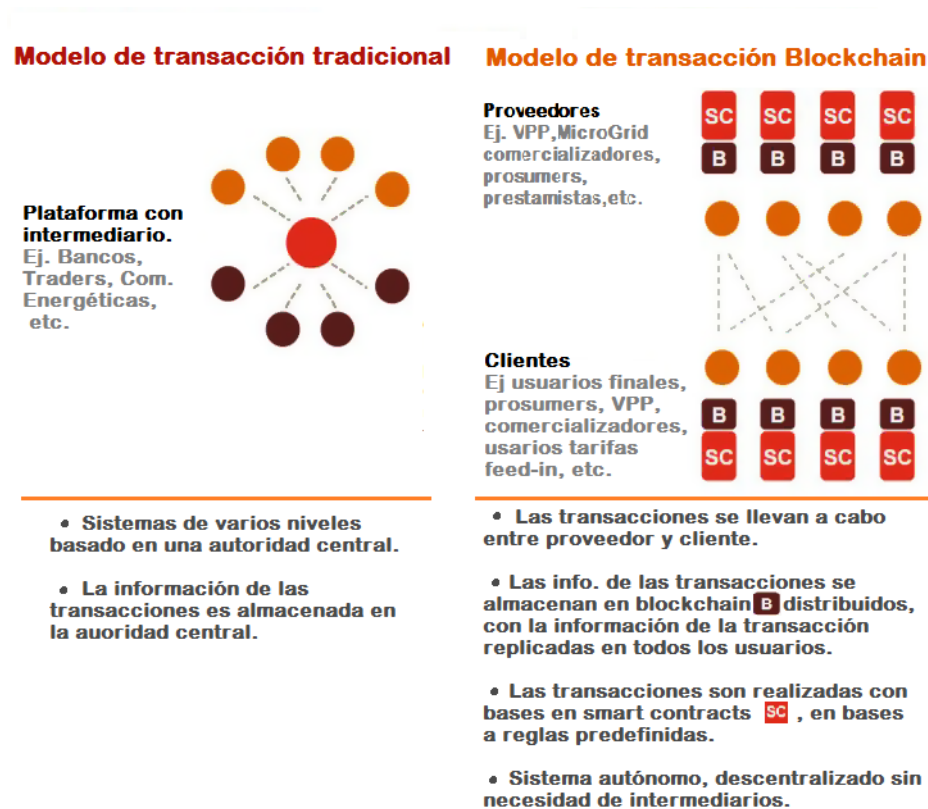 Modelo de transacción tradicional
Plataforma con
intermediario.
Ej. Bancos,
Traders, Com.
Energéticas,
etc.
• Sistemas de varios niveles
basado en una autoridad central.
• La información de las
transacciones es almacenada en
la auoridad central.
Modelo de transacción Blockchain
Proveedores
Ej. VPP,MicroGrid
comercializadores,
prosumers,
prestamistas,etc.
SC SC SC SC
B B B B
Clientes
Ej usuarios finales,
prosumers, VPP,
comercializadores,
usarios tarifas
feed-in, etc.
B B B B
SC SC SC SC
• Las transacciones se llevan a cabo
entre proveedor y cliente.
• Las info. de las transacciones se
almacenan en blockchain B distribuidos,
con la información de la transacción
replicadas en todos los usuarios.
• Las transacciones son realizadas con
bases en smart contracts SC , en bases
a reglas predefinidas.
• Sistema autónomo, descentralizado sin
necesidad de intermediarios.